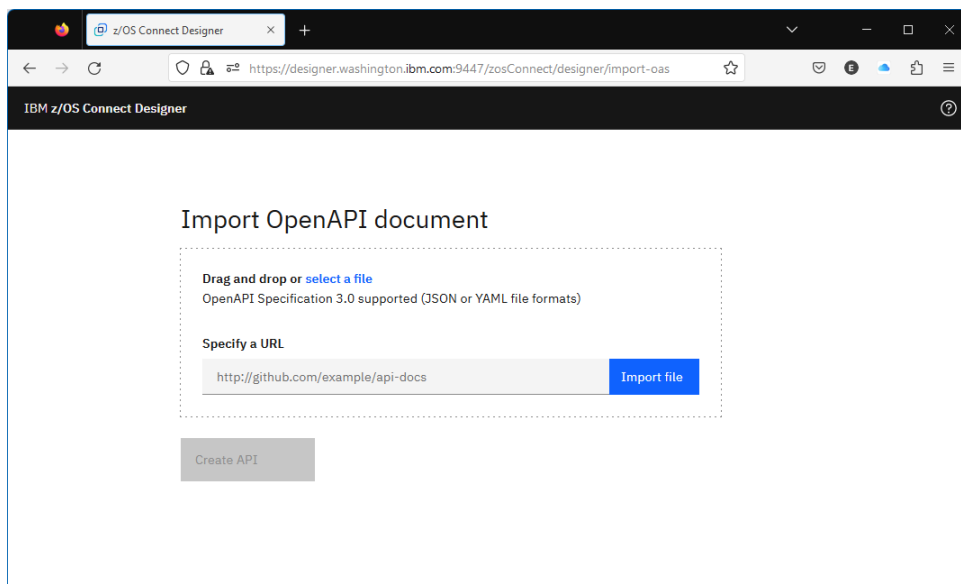 z/OS Connect Designer
https://designer.washington.ibm.com:9447/zosConnect/designer/import-oas
E
IBM z/OS Connect Designer
Import OpenAPI document
Drag and drop or select a file
OpenAPI Specification 3.0 supported (JSON or YAML file formats)
Specify a URL
http://github.com/example/api-docs
Import file
Create API